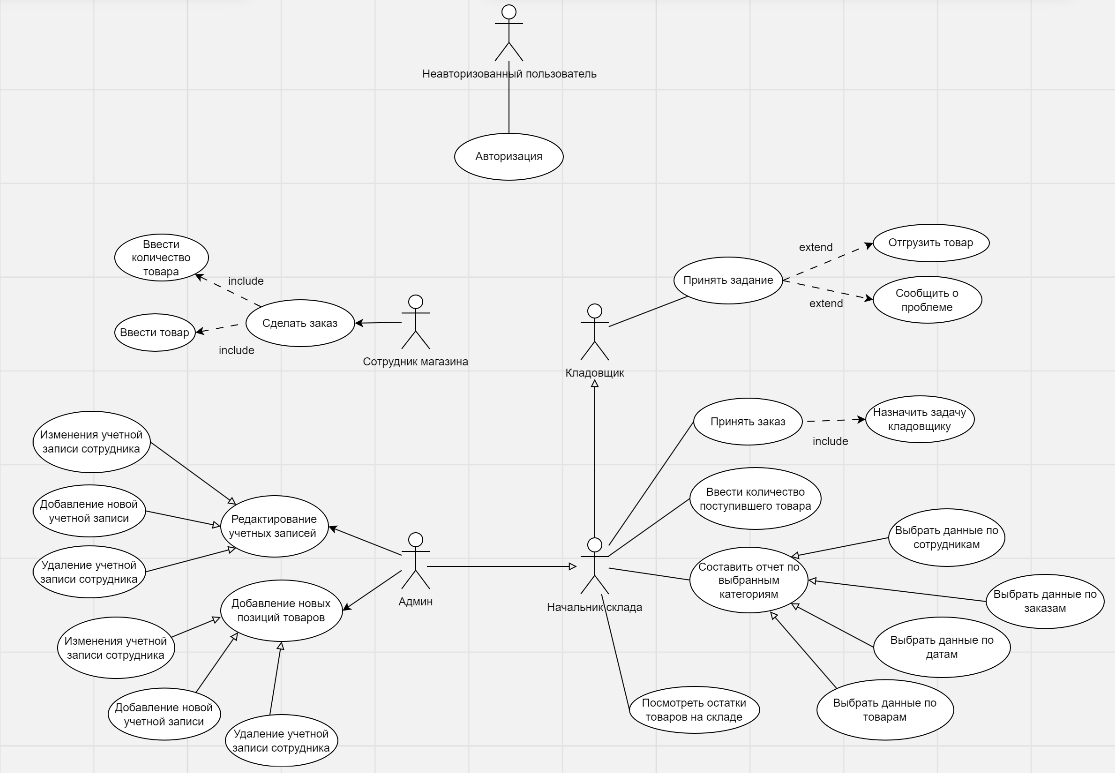 Неавторизованный пользователь
Авторизация
Ввести
количество
товара
include
Ввести товар
include
Сделать заказ
Сотрудник магазина
Принять задание
extend
Отгрузить товар
extend
Сообщить о
проблеме
Кладовщик
Принять заказ
include
Назначить задачу
кладовщику
Изменения учетной
записи сотрудника
Добавление новой
учетной записи
Удаление учетной
записи сотрудника
Редактирование
учетных записей
Админ
Добавление новых
позиций товаров
Изменения учетной
записи сотрудника
Добавление новой
учетной записи
Удаление учетной
записи сотрудника
Начальник склада
Ввести количество
поступившего товара
Составить отчет по
выбранным
категориям
Выбрать данные по
сотрудникам
Выбрать данные по
заказам
Выбрать данные по
датам
Выбрать данные по
товарам
Посмотреть остатки
товаров на складе